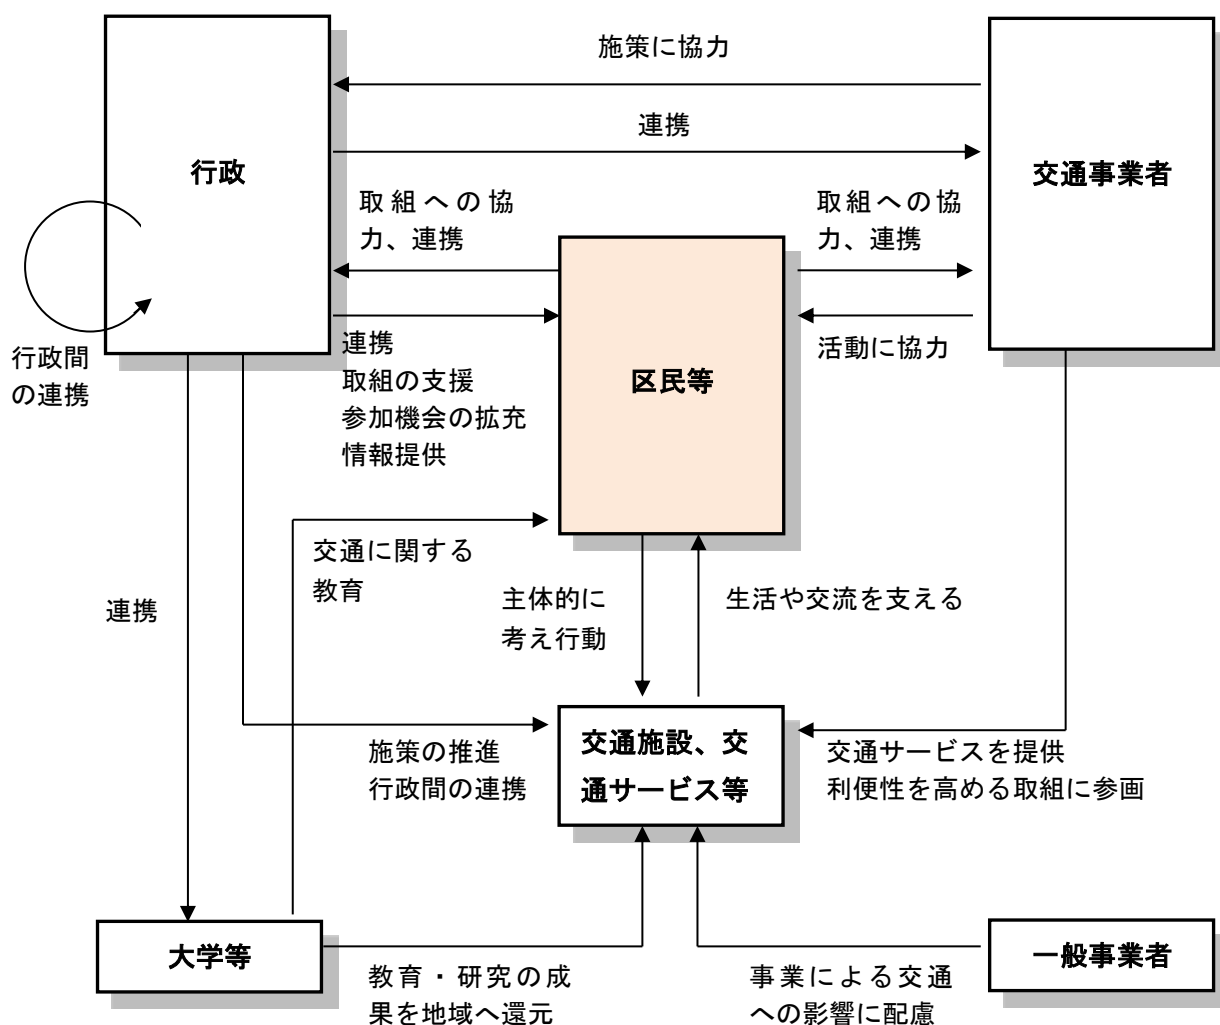 施策に協力
連携
行政
交通事業者
取組への協
力、連携
取組への協
力、連携
行政間
の連携
連携
取組の支援
参加機会の拡充
情報提供
活動に協力
区民等
交通に関する
教育
連携
主体的に
考え行動
生活や交流を支える
施策の推進
行政間の連携
交通施設、交
通サービス等
交通サービスを提供
利便性を高める取組に参画
大学等
一般事業者
教育・研究の成
果を地域へ還元
事業による交通
への影響に配慮